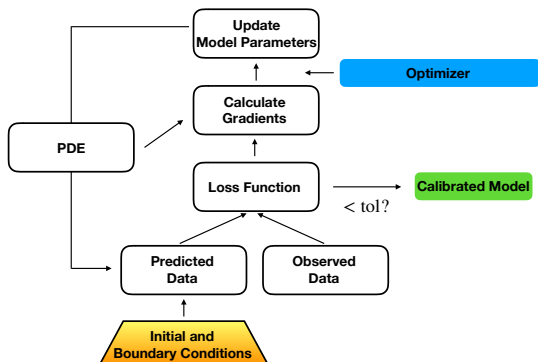 Update
Model Parameters
Optimizer
Calculate
Gradients
PDE
Loss Function
Calibrated Model
< tol?
Predicted
Data
Observed
Data
Initial and
Boundary Conditions